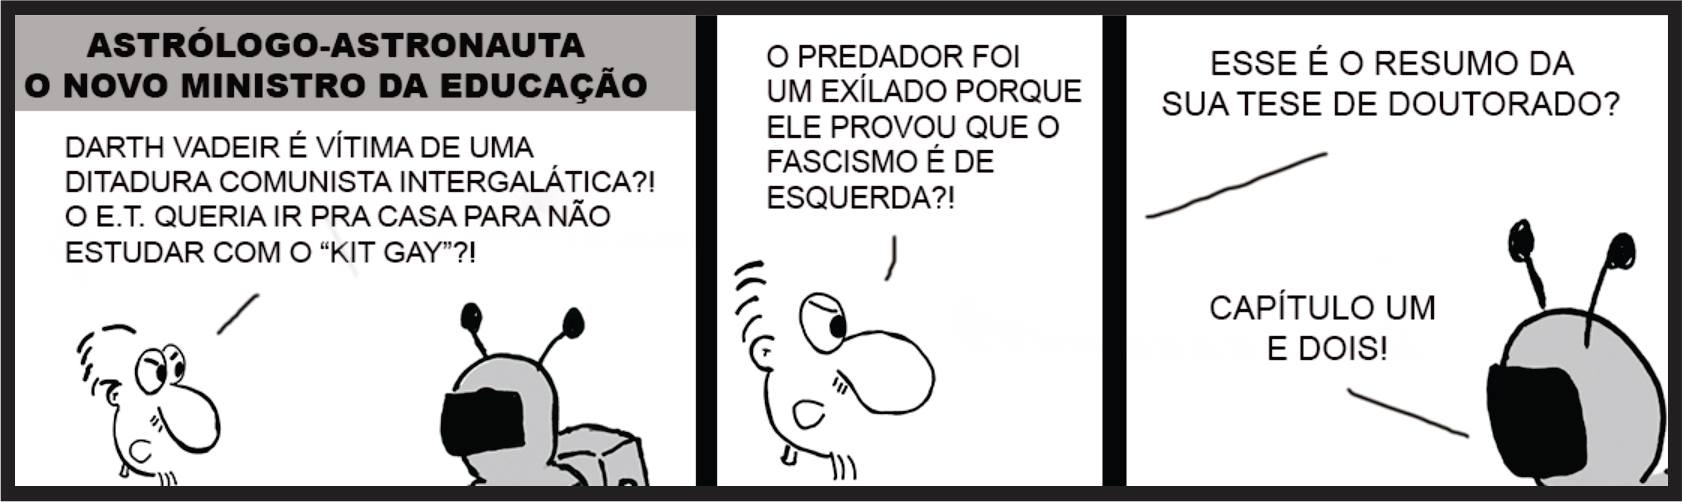 ASTRÓLOGO-ASTRONAUTA
O NOVO MINISTRO DA EDUCAÇÃO
DARTH VADEIR É VÍTIMA DE UMA
DITADURA COMUNISTA INTERGALÁTICA?!
O E.T. QUERIA IR PRA CASA PARA NÃO
ESTUDAR COM O “KIT GAY”?!
O PREDADOR FOI
UM EXÍLADO PORQUE
ELE PROVOU QUE O
FASCISMO É DE
ESQUERDA?!
ESSE É O RESUMO DA
SUA TESE DE DOUTORADO?
CAPÍTULO UM
E DOIS!